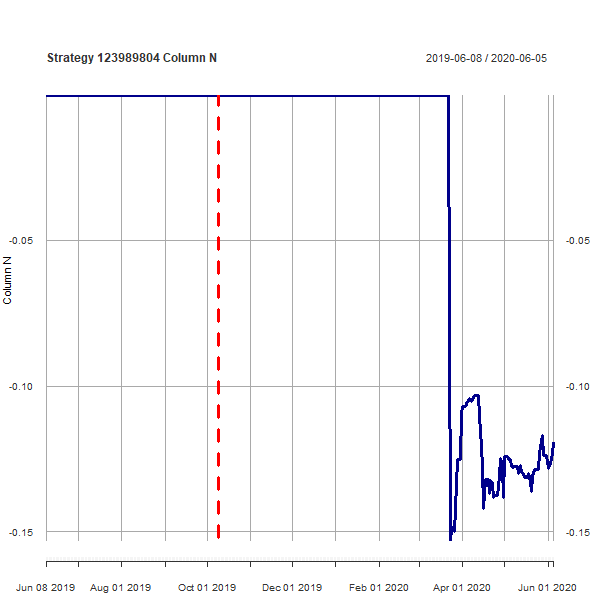 Strategy 123989804 Column N
2019-06-08 / 2020-06-05
-0.05
-0.05
Column N
-0.10
-0.10
-0.15
-0.15
Jun 08 2019
Aug 01 2019
Oct 01 2019
Dec 01 2019
Feb 01 2020
Apr 01 2020
Jun 01 2020